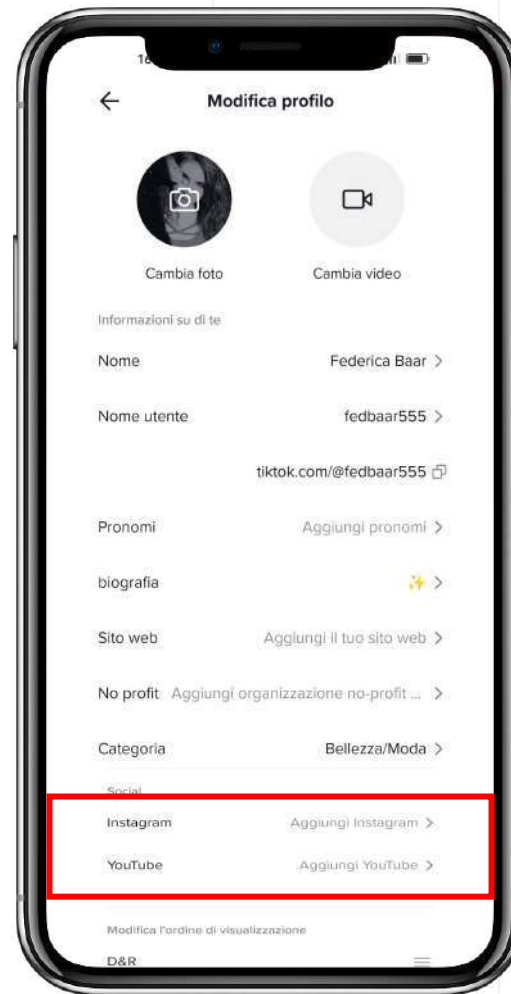 Modifica profilo
Cambia foto Cambia video
Informazioni su di te
Nome Federica Baar
Nome utente fedbaar555
tiktok.com/@fedbaar555
Pronomi Aggiungi pronomi
biografia ✨
Sito web Aggiungi il tuo sito web
No profit Aggiungi organizzazione no-profit ...
Categoria Bellezza/Moda
Social
Instagram Aggiungi Instagram
YouTube Aggiungi YouTube
Modifica l'ordine di visualizzazione
D&R